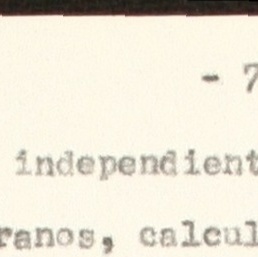 - 7
independient
ranos, calcul